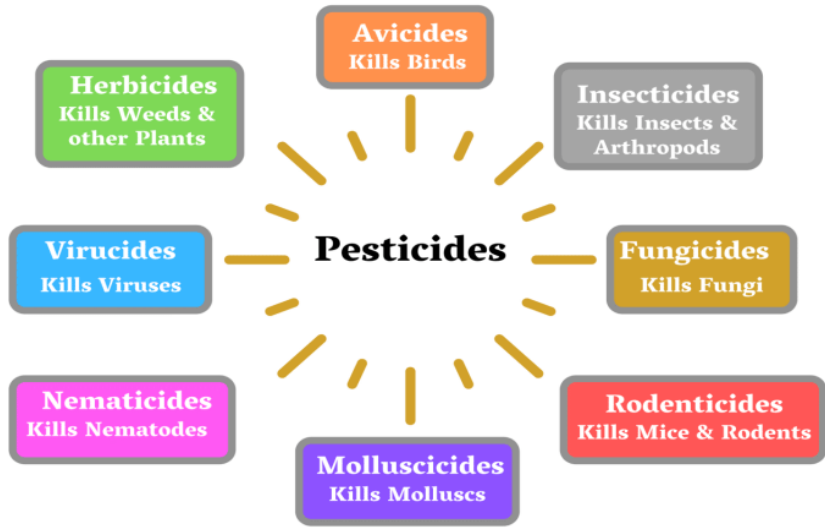 Avicides
Kills Birds
Herbicides
Kills Weeds &
other Plants
Insecticides
Kills Insects &
Arthropods
Virucides
Kills Viruses
Pesticides
Fungicides
Kills Fungi
Nematicides
Kills Nematodes
Rodenticides
Kills Mice & Rodents
Molluscicides
Kills Molluscs